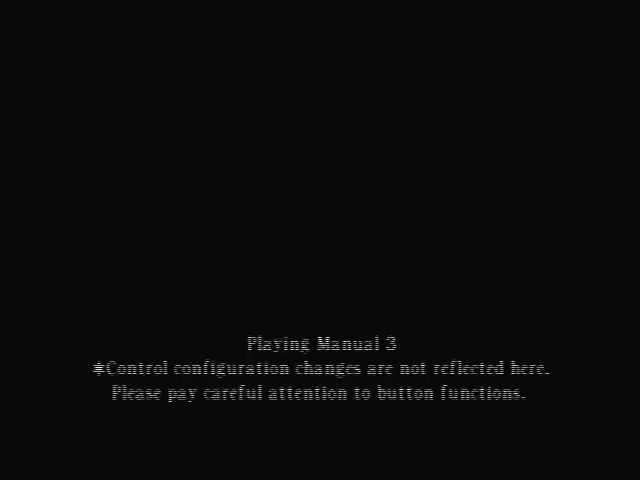 Playing Manual 3
*Control configuration changes are not reflected here.
Please pay careful attention to button functions.